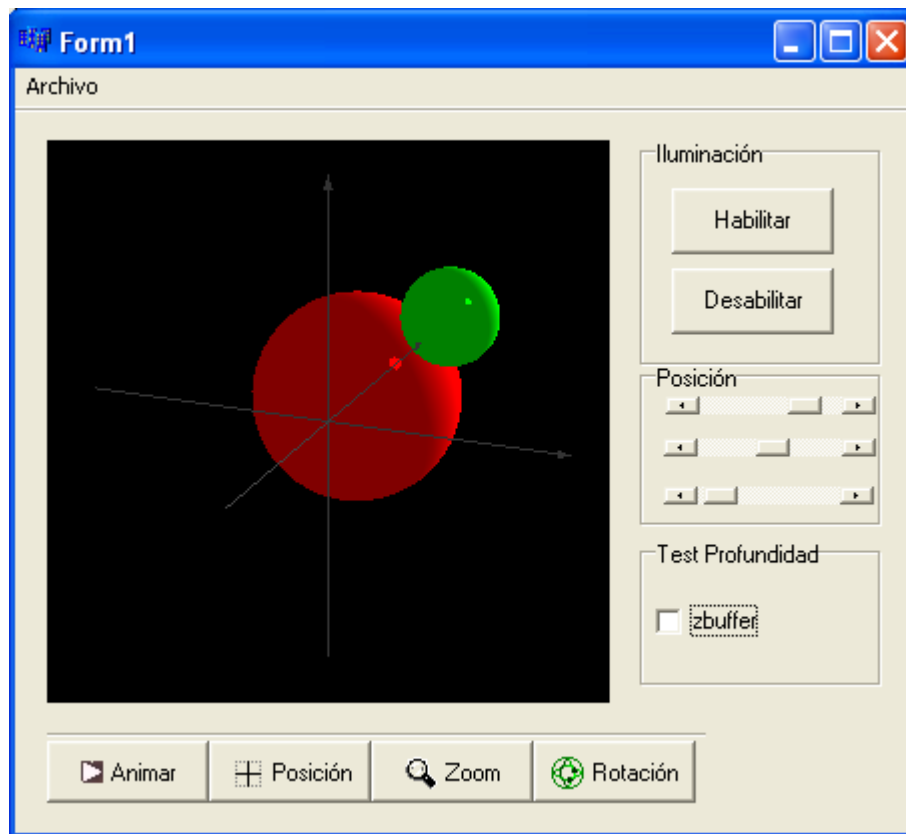 Form1
Archivo
Iluminación
Habilitar
Desabilitar
Posición
Test Profundidad
zbuffer
Animar
Posición
Zoom
Rotación